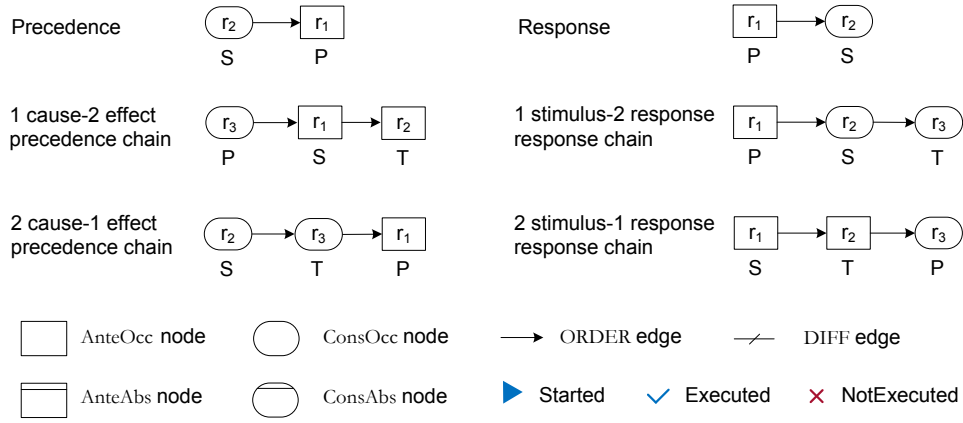 Precedence
r2
r1
S
P
Response
r1
r2
P
S
1 cause-2 effect
precedence chain
r3
r1
r2
P
S
T
1 stimulus-2 response
response chain
r1
r2
r3
P
S
T
2 cause-1 effect
precedence chain
r2
r3
r1
S
T
P
2 stimulus-1 response
response chain
r1
r2
r3
S
T
P
AnteOcc node
ConsOcc node
ORDER edge
DIFF edge
AnteAbs node
ConsAbs node
Started
Executed
NotExecuted